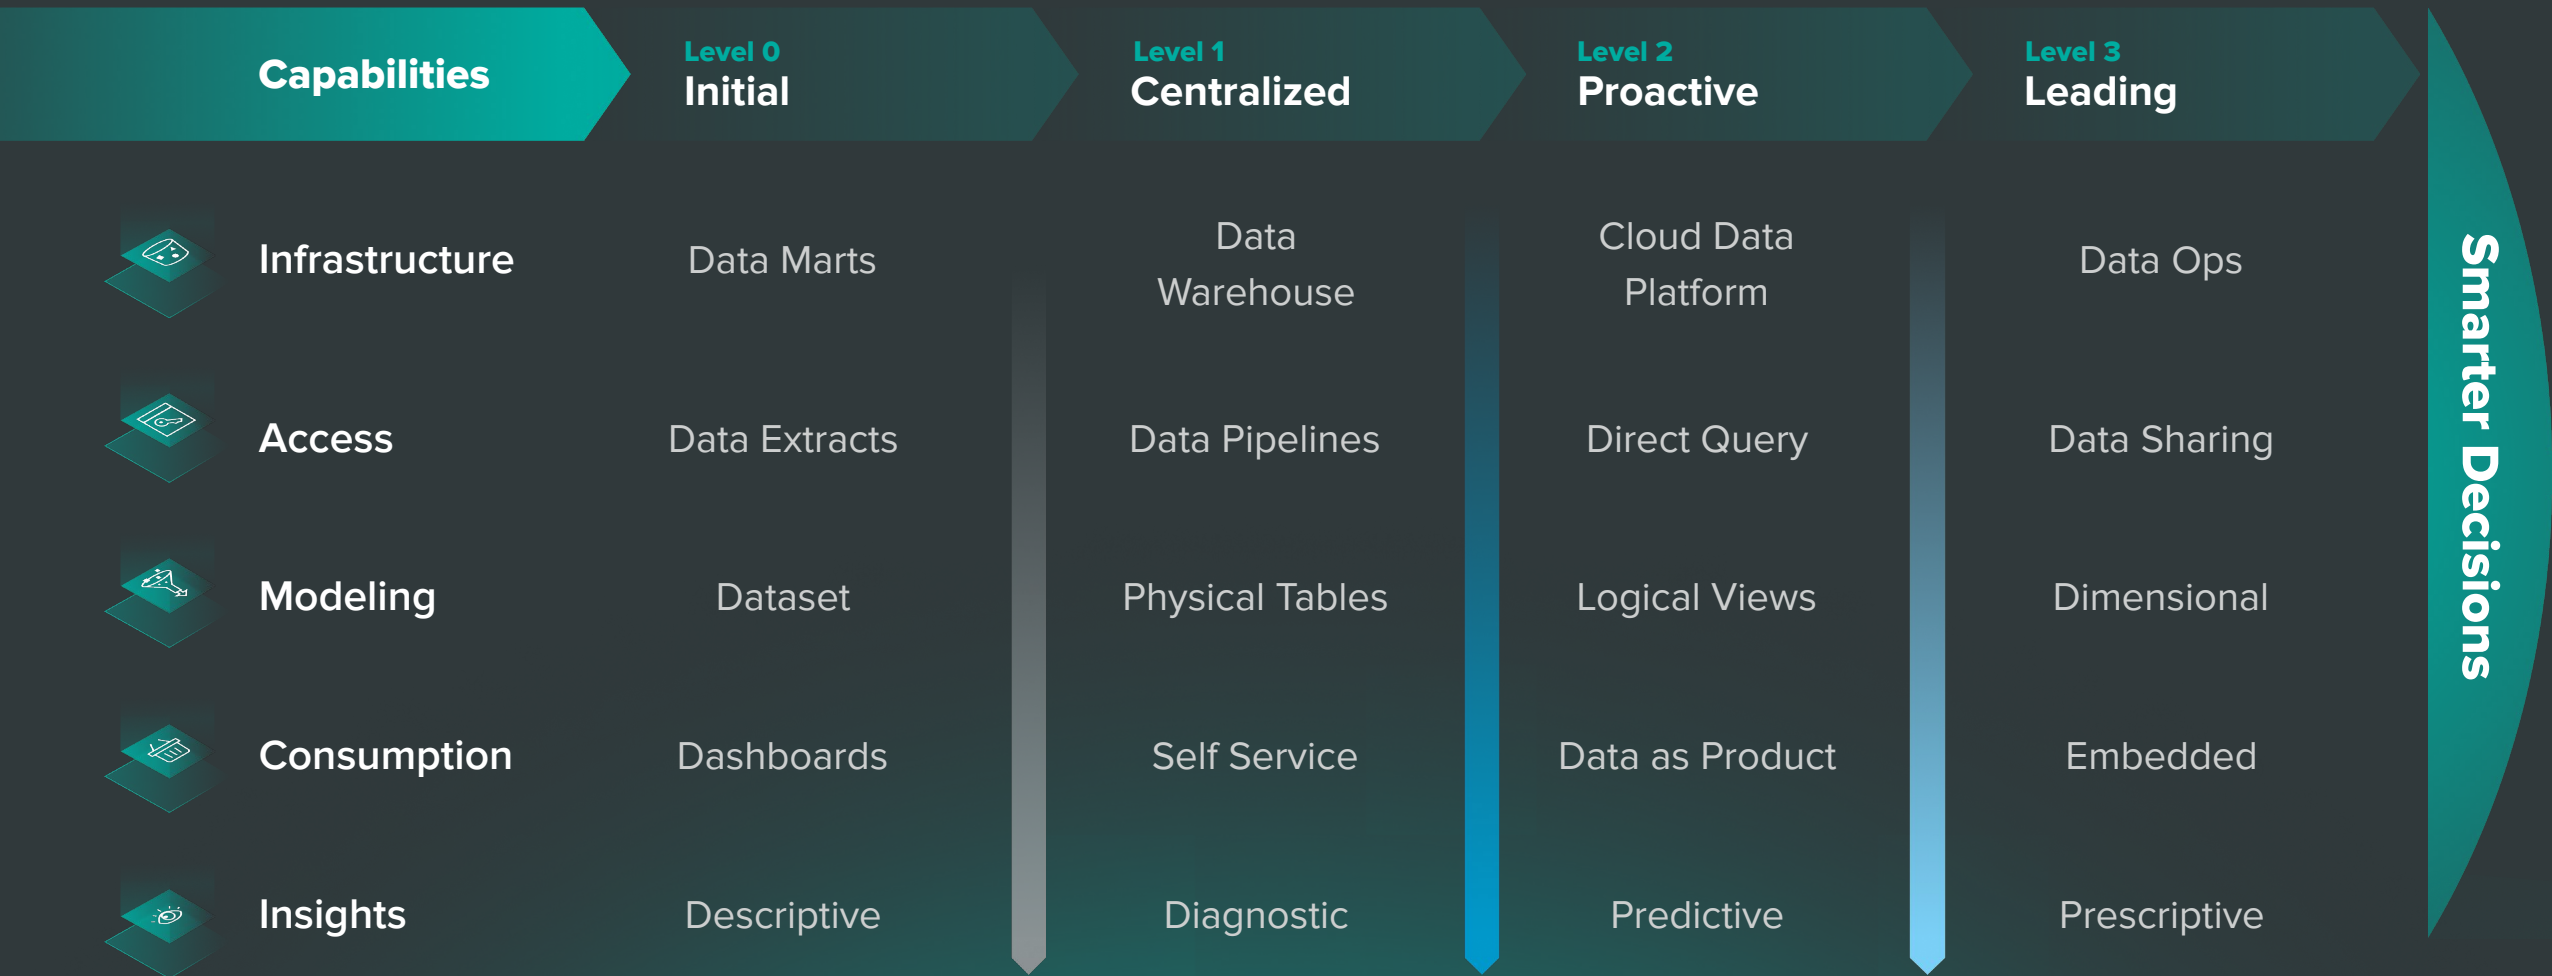 Capabilities
Level 0
Initial
Level 1
Centralized
Level 2
Proactive
Level 3
Leading
Infrastructure
Data Marts
Data
Warehouse
Cloud Data
Platform
Data Ops
Access
Data Extracts
Data Pipelines
Direct Query
Data Sharing
Modeling
Dataset
Physical Tables
Logical Views
Dimensional
Consumption
Dashboards
Self Service
Data as Product
Embedded
Insights
Descriptive
Diagnostic
Predictive
Prescriptive
Smarter Decisions